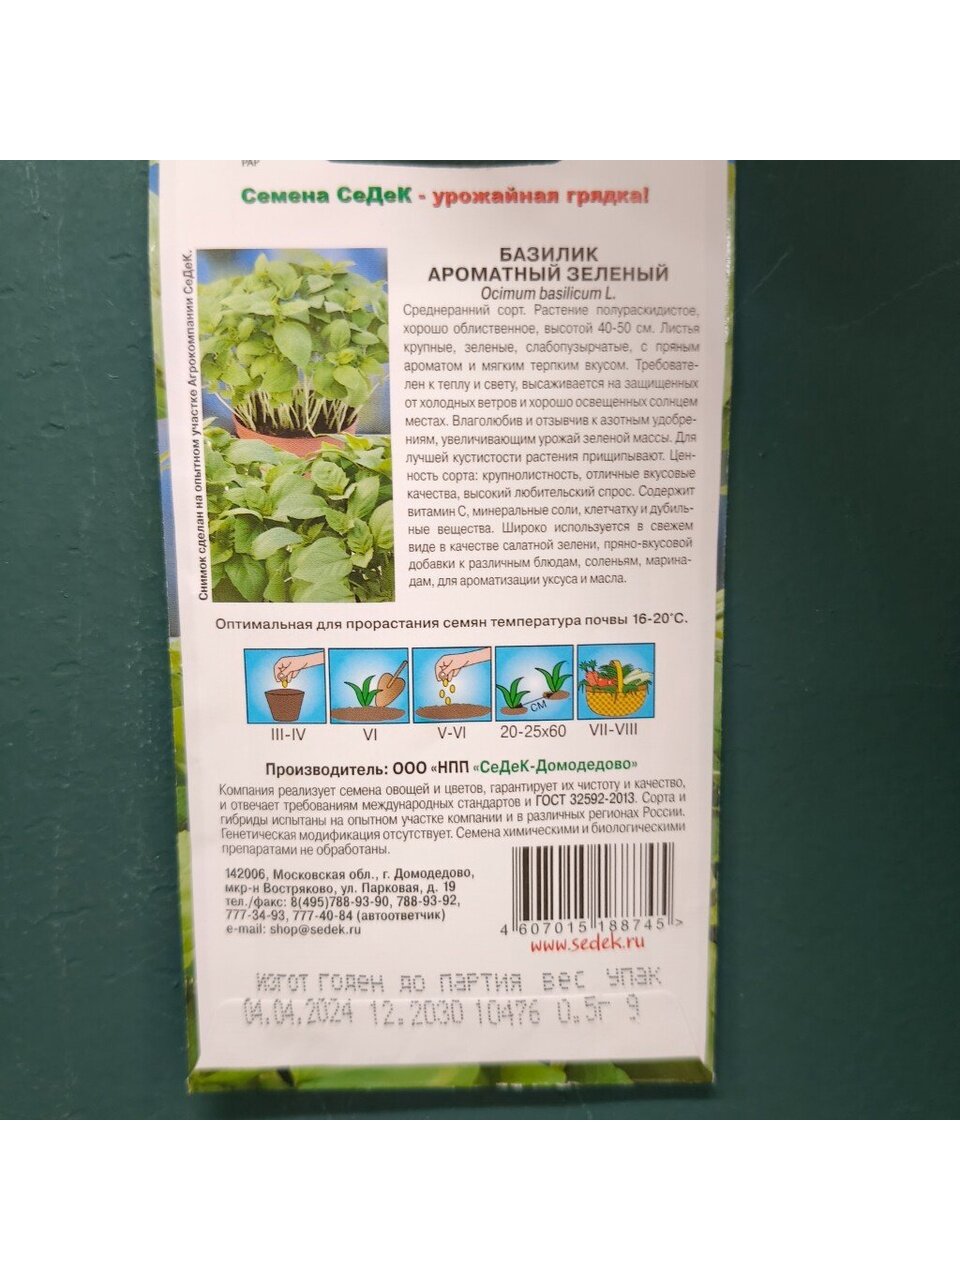 РАР
Семена СеДеК - урожайная грядка!
Снимок сделан на опытном участке Агрокомпании СеДеК.
БАЗИЛИК
АРОМАТНЫЙ ЗЕЛЕНЫЙ
Ocimum basilicum L.
Среднеранний сорт. Растение полураскидистое,
хорошо облиственное, высотой 40-50 см. Листья
крупные, зеленые, слабопузырчатые, с пряным
ароматом и мягким терпким вкусом. Требовате-
лен к теплу и свету, высаживается на защищенных
от холодных ветров и хорошо освещенных солнцем
местах. Влаголюбив и отзывчив к азотным удобре-
ниям, увеличивающим урожай зеленой массы. Для
лучшей кустистости растения прищипывают. Цен-
ность сорта: крупнолистность, отличные вкусовые
качества, высокий любительский спрос. Содержит
витамин С, минеральные соли, клетчатку и дубиль-
ные вещества. Широко используется в свежем
виде в качестве салатной зелени, пряно-вкусовой
добавки к различным блюдам, соленьям, марина-
дам, для ароматизации уксуса и масла.
Оптимальная для прорастания семян температура почвы 16-20°С.
СМ
III-IV VI V-VI 20-25х60 VII-VIII
Производитель: ООО «НПП «СеДеК-Домодедово»
Компания реализует семена овощей и цветов, гарантирует их чистоту и качество,
и отвечает требованиям международных стандартов и ГОСТ 32592-2013. Сорта и
гибриды испытаны на опытном участке компании и в различных регионах России.
Генетическая модификация отсутствует. Семена химическими и биологическими
препаратами не обработаны.
142006, Московская обл., г. Домодедово,
мкр-н Востряково, ул. Парковая, д. 19
тел./факс: 8(495)788-93-90, 788-93-92,
777-34-93, 777-40-84 (автоответчик)
e-mail: shop@sedek.ru
4 607015 188745 >
www.sedek.ru
ИЗГОТ ГОДЕН ДО ПАРТИЯ ВЕС УПАК
04.04.2024 12.2030 10476 0.5г 9